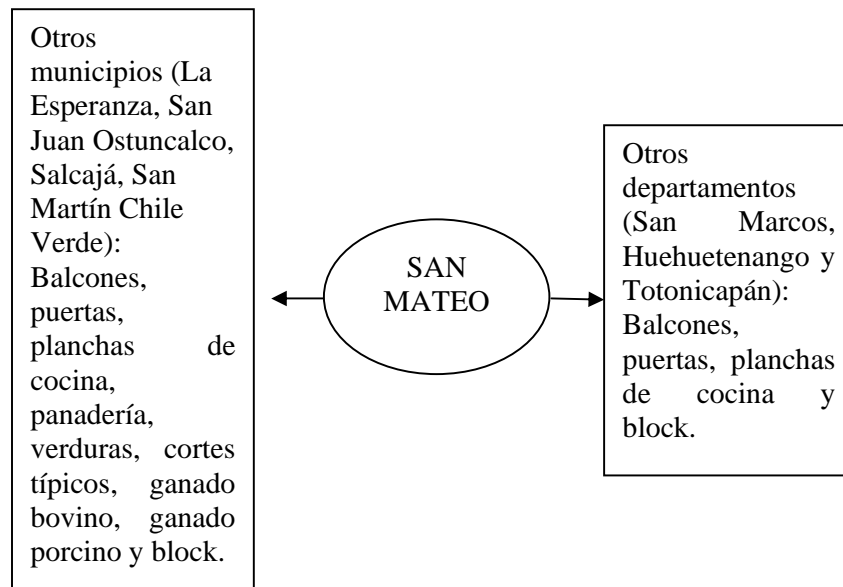 Otros
municipios (La
Esperanza, San
Juan Ostuncalco,
Salcajá, San
Martín Chile
Verde):
Balcones,
puertas,
planchas de
cocina,
panadería,
verduras, cortes
típicos, ganado
bovino, ganado
porcino y block.
SAN
MATEO
Otros
departamentos
(San Marcos,
Huehuetenango y
Totonicapán):
Balcones,
puertas, planchas
de cocina y
block.